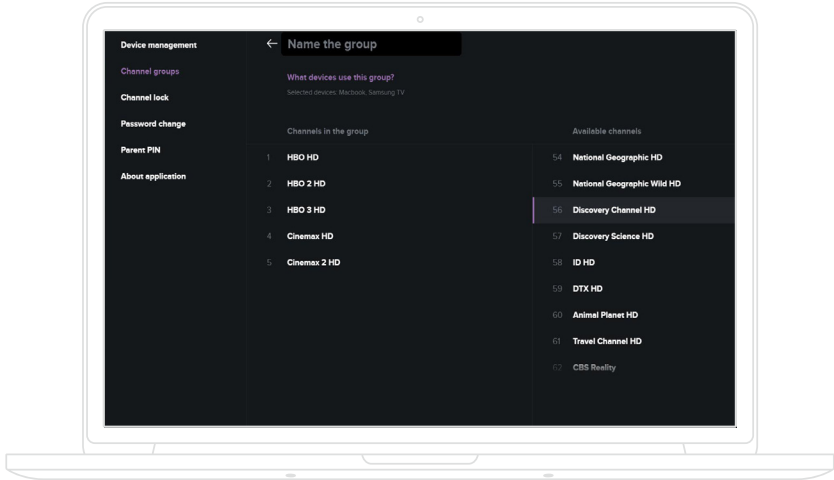 Device management
Channel groups
Channel lock
Password change
Parent PIN
About application
Name the group
What devices use this group?
Selected devices: Macbook, Samsung TV
Channels in the group
1 HBO HD
2 HBO 2 HD
3 HBO 3 HD
4 Cinemax HD
5 Cinemax 2 HD
Available channels
54 National Geographic HD
55 National Geographic Wild HD
56 Discovery Channel HD
57 Discovery Science HD
58 ID HD
59 DTX HD
60 Animal Planet HD
61 Travel Channel HD
62 CBS Reality